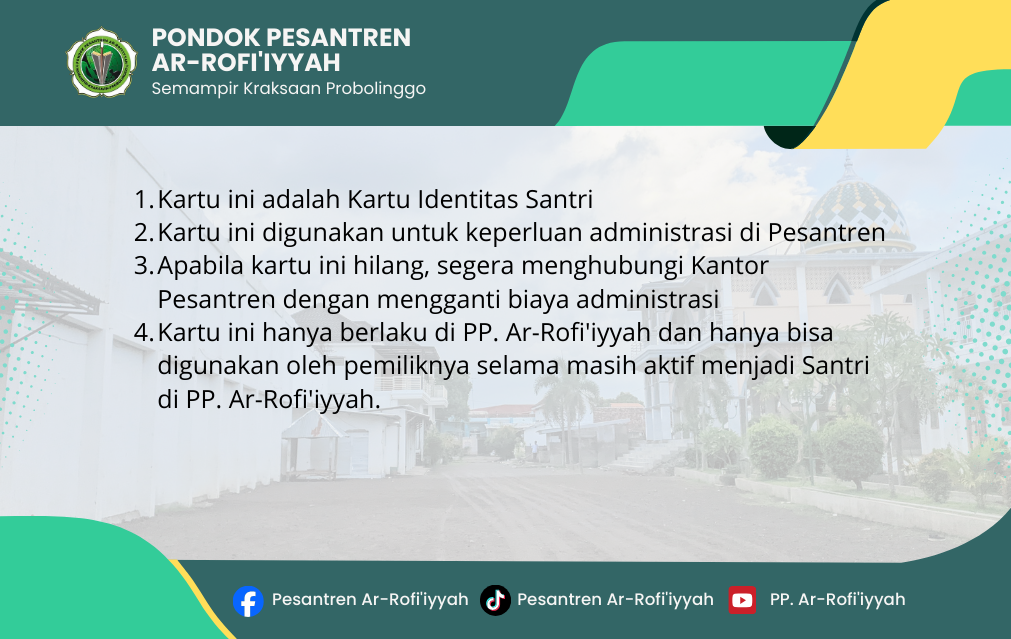 PONDOK PESANTREN
AR-ROFI'IYYAH
Semampir Kraksaan Probolinggo
1. Kartu ini adalah Kartu Identitas Santri
2. Kartu ini digunakan untuk keperluan administrasi di Pesantren
3. Apabila kartu ini hilang, segera menghubungi Kantor
Pesantren dengan mengganti biaya administrasi
4. Kartu ini hanya berlaku di PP. Ar-Rofi'iyyah dan hanya bisa
digunakan oleh pemiliknya selama masih aktif menjadi Santri
di PP. Ar-Rofi'iyyah.
Pesantren Ar-Rofi'iyyah Pesantren Ar-Rofi'iyyah PP. Ar-Rofi'iyyah